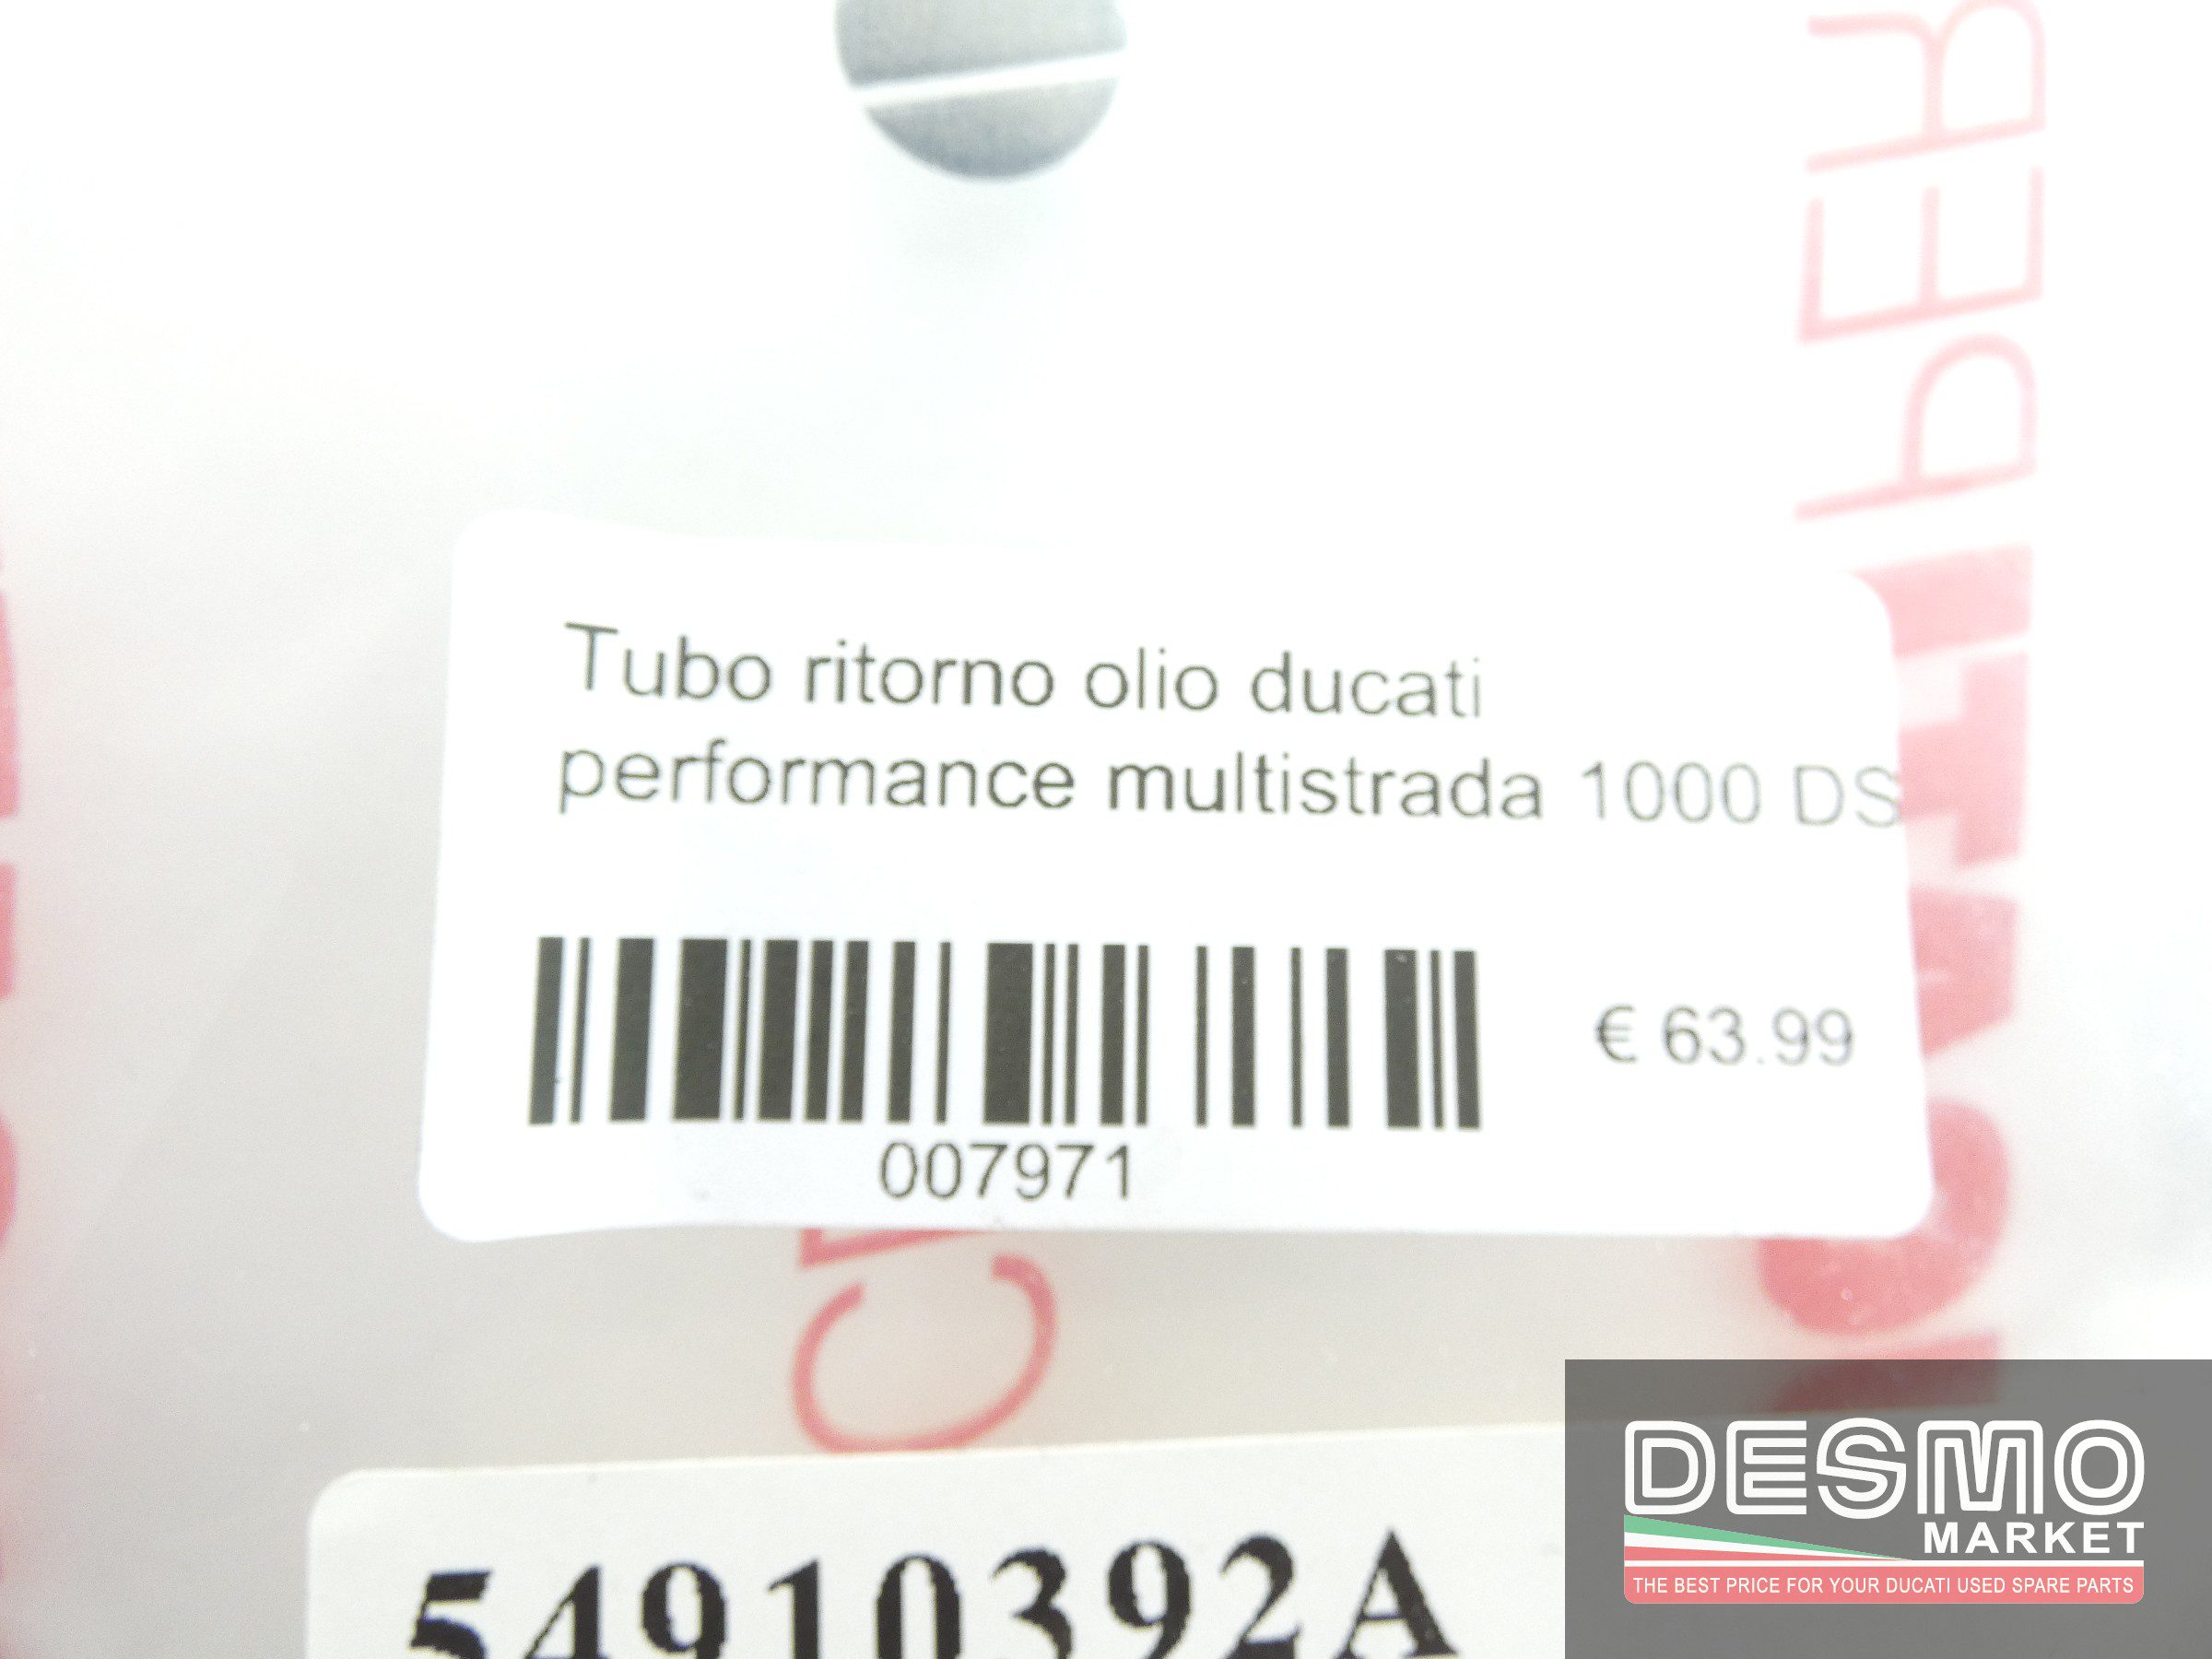 Tubo ritorno olio ducati
performance multistrada 1000 DS
€ 63.99
007971
54910392A
DESMO
MARKET
THE BEST PRICE FOR YOUR DUCATI USED SPARE PARTS